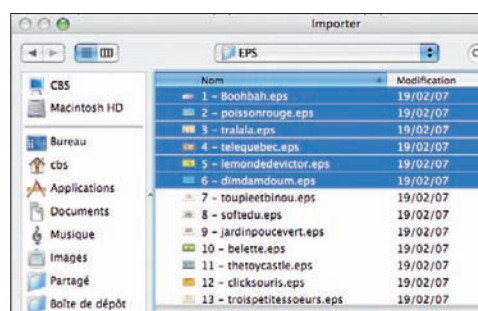 Importer
EPS
Nom Modification
CBS
Macintosh HD
Bureau
cbs
Applications
Documents
Musique
Images
Partagé
Boîte de dépôt
1 - Boohbah.eps 19/02/07
2 - poissonrouge.eps 19/02/07
3 - tralala.eps 19/02/07
4 - telequebec.eps 19/02/07
5 - lemondedevictor.eps 19/02/07
6 - dimdamdoum.eps 19/02/07
7 - toupieetbinou.eps 19/02/07
8 - softedu.eps 19/02/07
9 - jardinpoucevert.eps 19/02/07
10 - belette.eps 19/02/07
11 - thetoycastle.eps 19/02/07
12 - clicksouris.eps 19/02/07
13 - troispetitessoeurs.eps 19/02/07